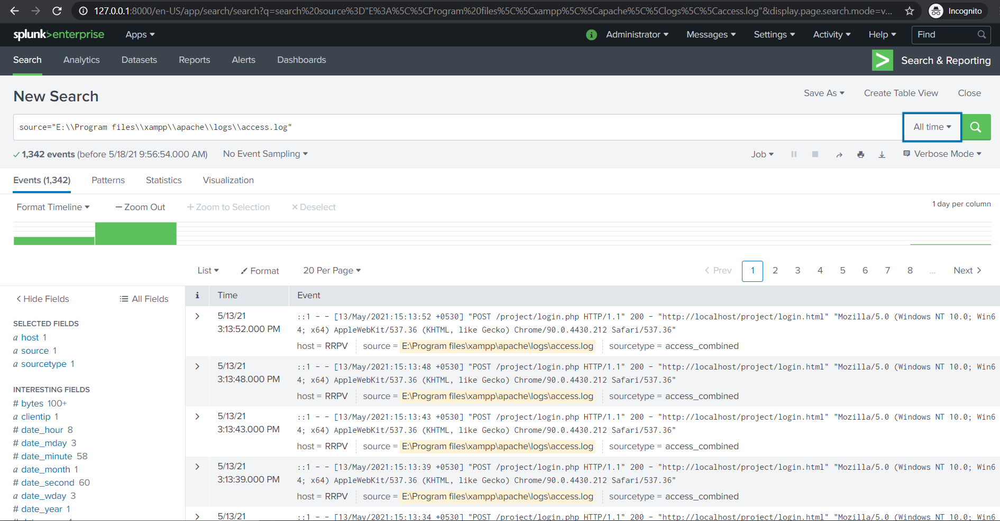 127.0.0.1:8000/en-US/app/search/search?q=search%20source%3D"E%3A%5C%5CProgram%20files%5C%5Cxampp%5C%5Capache%5C%5Clogs%5C%5Caccess.log"&display.page.search.mode=v...
Incognito
splunk>enterprise Apps Administrator Messages Settings Activity Help Find
Search Analytics Datasets Reports Alerts Dashboards Search & Reporting
New Search Save As Create Table View Close
source="E:\\Program files\\xampp\\apache\\logs\\access.log" All time
1,342 events (before 5/18/21 9:56:54.000 AM) No Event Sampling Job Verbose Mode
Events (1,342) Patterns Statistics Visualization
Format Timeline — Zoom Out + Zoom to Selection × Deselect 1 day per column
List Format 20 Per Page < Prev 1 2 3 4 5 6 7 8 ... Next >
< Hide Fields All Fields
SELECTED FIELDS
a host 1
a source 1
a sourcetype 1
INTERESTING FIELDS
# bytes 100+
a clientip 1
# date_hour 8
# date_mday 3
# date_minute 58
a date_month 1
# date_second 60
a date_wday 3
# date_year 1
i Time Event
> 5/13/21 ::1 - - [13/May/2021:15:13:52 +0530] "POST /project/login.php HTTP/1.1" 200 - "http://localhost/project/login.html" "Mozilla/5.0 (Windows NT 10.0; Win6
3:13:52.000 PM 4; x64) AppleWebKit/537.36 (KHTML, like Gecko) Chrome/90.0.4430.212 Safari/537.36"
host = RRPV source = E:\Program files\xampp\apache\logs\access.log sourcetype = access_combined
> 5/13/21 ::1 - - [13/May/2021:15:13:48 +0530] "POST /project/login.php HTTP/1.1" 200 - "http://localhost/project/login.html" "Mozilla/5.0 (Windows NT 10.0; Win6
3:13:48.000 PM 4; x64) AppleWebKit/537.36 (KHTML, like Gecko) Chrome/90.0.4430.212 Safari/537.36"
host = RRPV source = E:\Program files\xampp\apache\logs\access.log sourcetype = access_combined
> 5/13/21 ::1 - - [13/May/2021:15:13:43 +0530] "POST /project/login.php HTTP/1.1" 200 - "http://localhost/project/login.html" "Mozilla/5.0 (Windows NT 10.0; Win6
3:13:43.000 PM 4; x64) AppleWebKit/537.36 (KHTML, like Gecko) Chrome/90.0.4430.212 Safari/537.36"
host = RRPV source = E:\Program files\xampp\apache\logs\access.log sourcetype = access_combined
> 5/13/21 ::1 - - [13/May/2021:15:13:39 +0530] "POST /project/login.php HTTP/1.1" 200 - "http://localhost/project/login.html" "Mozilla/5.0 (Windows NT 10.0; Win6
3:13:39.000 PM 4; x64) AppleWebKit/537.36 (KHTML, like Gecko) Chrome/90.0.4430.212 Safari/537.36"
host = RRPV source = E:\Program files\xampp\apache\logs\access.log sourcetype = access_combined
> 5/13/21 ::1 - - [13/May/2021:15:13:34 +0530] "POST /project/login.php HTTP/1.1" 200 - "http://localhost/project/login.html" "Mozilla/5.0 (Windows NT 10.0; Win6